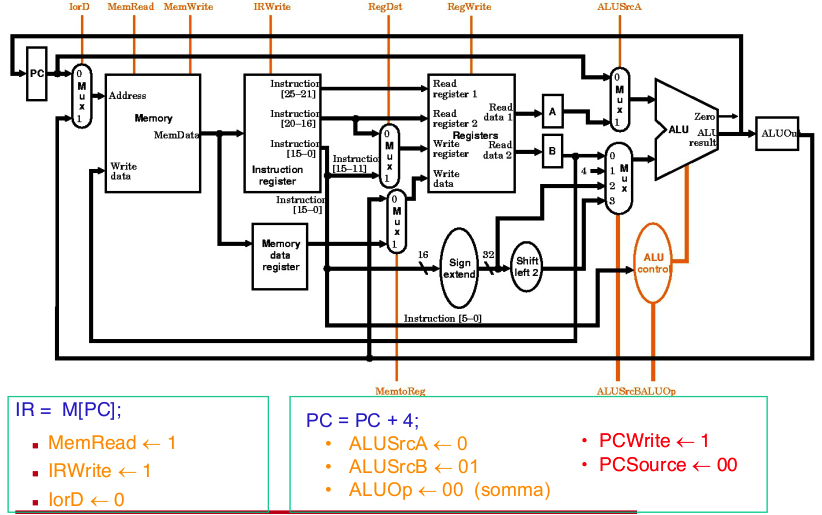 IorD MemRead MemWrite IRWrite RegDst RegWrite ALUSrcA
PC
0
M
u
x
1
Address
Memory
MemData
Write
data
Instruction
[25–21]
Instruction
[20–16]
Instruction
[15–0]
Instruction
register
Instruction
[15–11]
Instruction
[15–0]
Memory
data
register
0
M
u
x
1
0
M
u
x
1
Read
register 1
Read
register 2
Registers
Write
register
Write
data
Read
data 1
Read
data 2
A
B
4
0
M
u
x
1
0
1
2
3
M
u
x
Zero
ALU
ALU
result
ALUOut
16
Sign
extend
32
Shift
left 2
ALU
control
Instruction [5–0]
MemtoReg
ALUSrcB
ALUOp
IR = M[PC];
MemRead ← 1
IRWrite ← 1
IorD ← 0
PC = PC + 4;
ALUSrcA ← 0
ALUSrcB ← 01
ALUOp ← 00 (somma)
PCWrite ← 1
PCSource ← 00